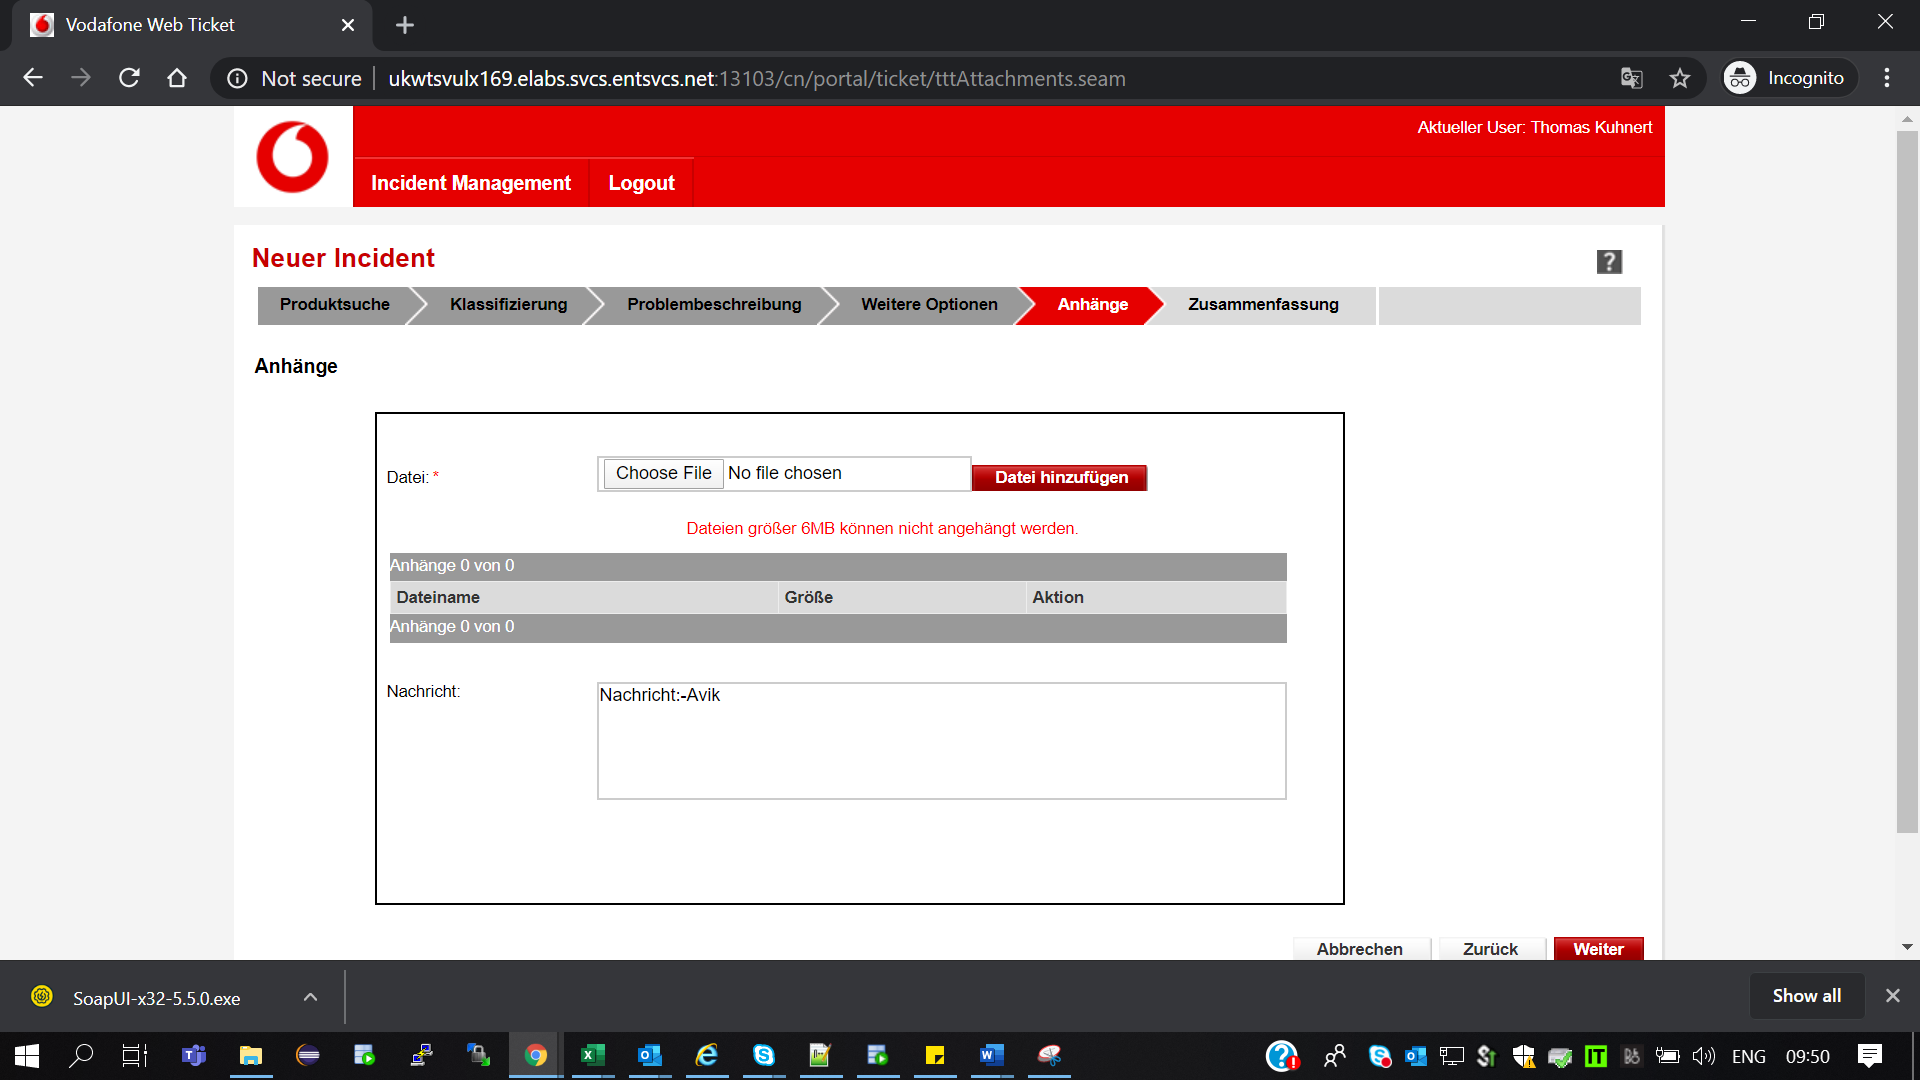 Vodafone Web Ticket
Not secure
ukwtsvulx169.elabs.svcs.entsvcs.net:13103/cn/portal/ticket/tttAttachments.seam
Incognito
Aktueller User: Thomas Kuhnert
Incident Management Logout
Neuer Incident
?
Produktsuche Klassifizierung Problembeschreibung Weitere Optionen Anhänge Zusammenfassung
Anhänge
Datei: * Choose File No file chosen Datei hinzufügen
Dateien größer 6MB können nicht angehängt werden.
Anhänge 0 von 0
Dateiname Größe Aktion
Anhänge 0 von 0
Nachricht: Nachricht:-Avik
Abbrechen Zurück Weiter
SoapUI-x32-5.5.0.exe Show all
ENG 09:50